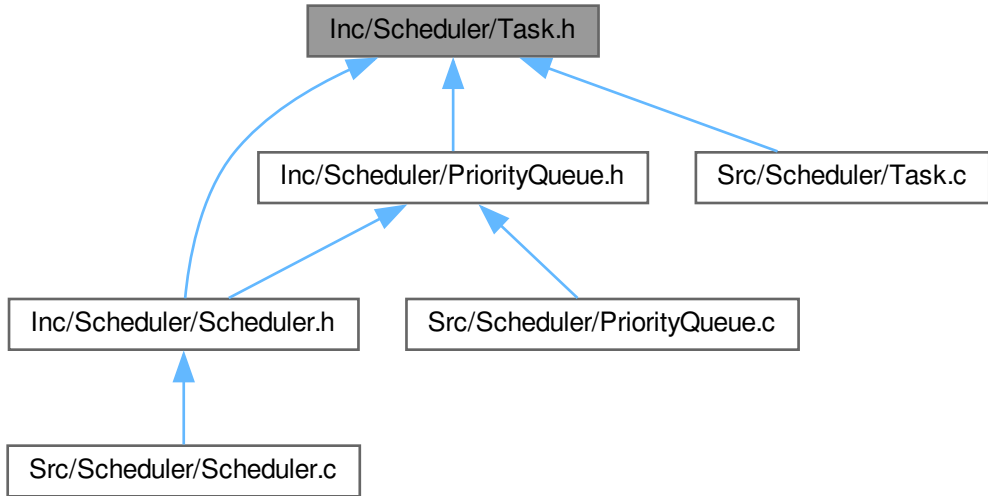 Inc/Scheduler/Task.h
Inc/Scheduler/PriorityQueue.h
Src/Scheduler/Task.c
Inc/Scheduler/Scheduler.h
Src/Scheduler/PriorityQueue.c
Src/Scheduler/Scheduler.c